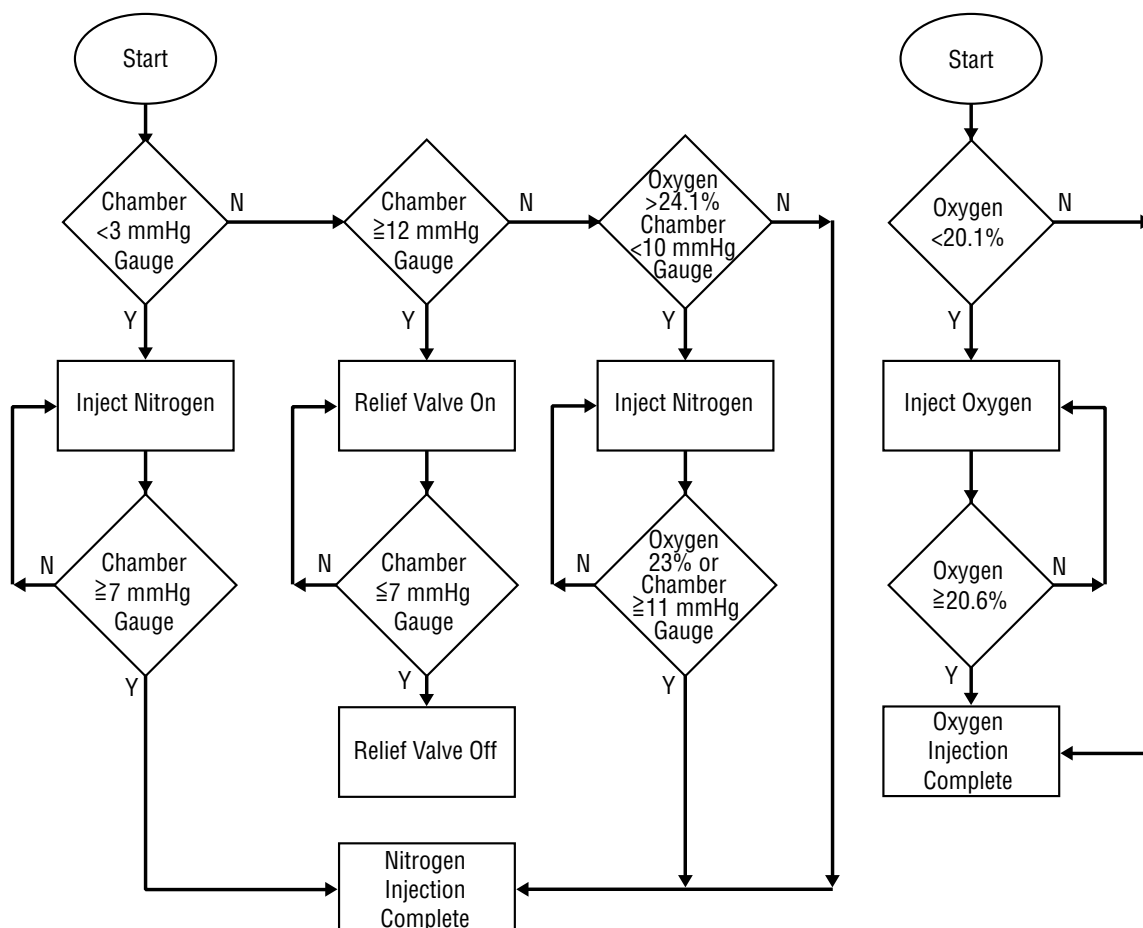 Start
Chamber
<3 mmHg
Gauge
N
Y
Chamber
≧12 mmHg
Gauge
N
Y
Oxygen
>24.1%
Chamber
<10 mmHg
Gauge
N
Y
Inject Nitrogen
Relief Valve On
Inject Nitrogen
Chamber
≧7 mmHg
Gauge
N
Y
Chamber
≦7 mmHg
Gauge
N
Y
Oxygen
23% or
Chamber
≧11 mmHg
Gauge
N
Y
Relief Valve Off
Nitrogen
Injection
Complete
Start
Oxygen
<20.1%
N
Y
Inject Oxygen
Oxygen
≧20.6%
N
Y
Oxygen
Injection
Complete